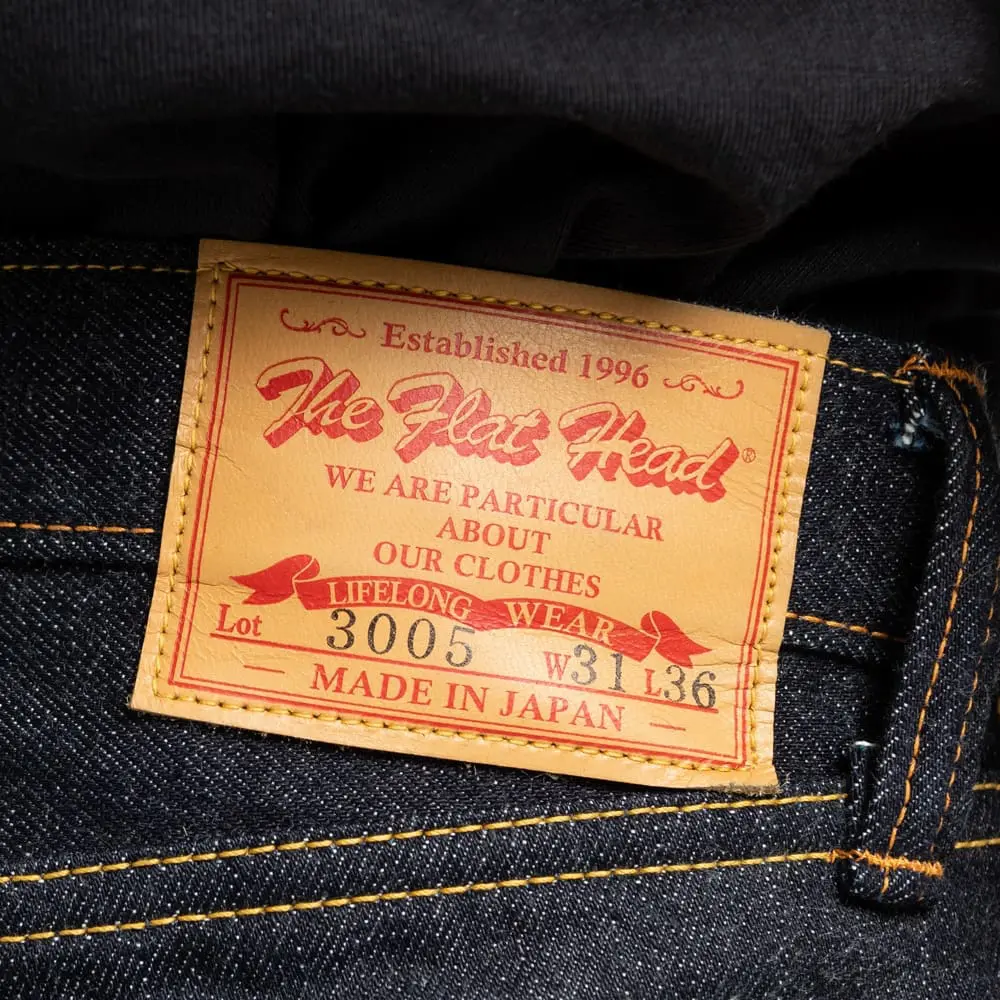 Established 1996
The Flat Head®
WE ARE PARTICULAR
ABOUT
OUR CLOTHES
LIFELONG WEAR
Lot 3005 W31 L36
MADE IN JAPAN